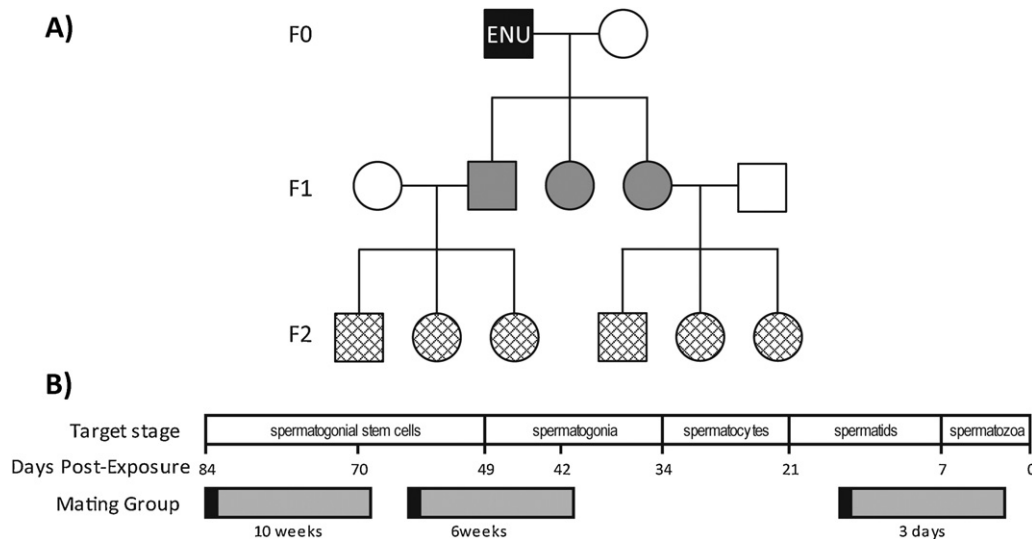 A)
F0
ENU
F1
F2
B)
Target stage spermatogonial stem cells spermatogonia spermatocytes spermatids spermatozoa
Days Post-Exposure 84 70 49 42 34 21 7 0
Mating Group
10 weeks 6weeks 3 days